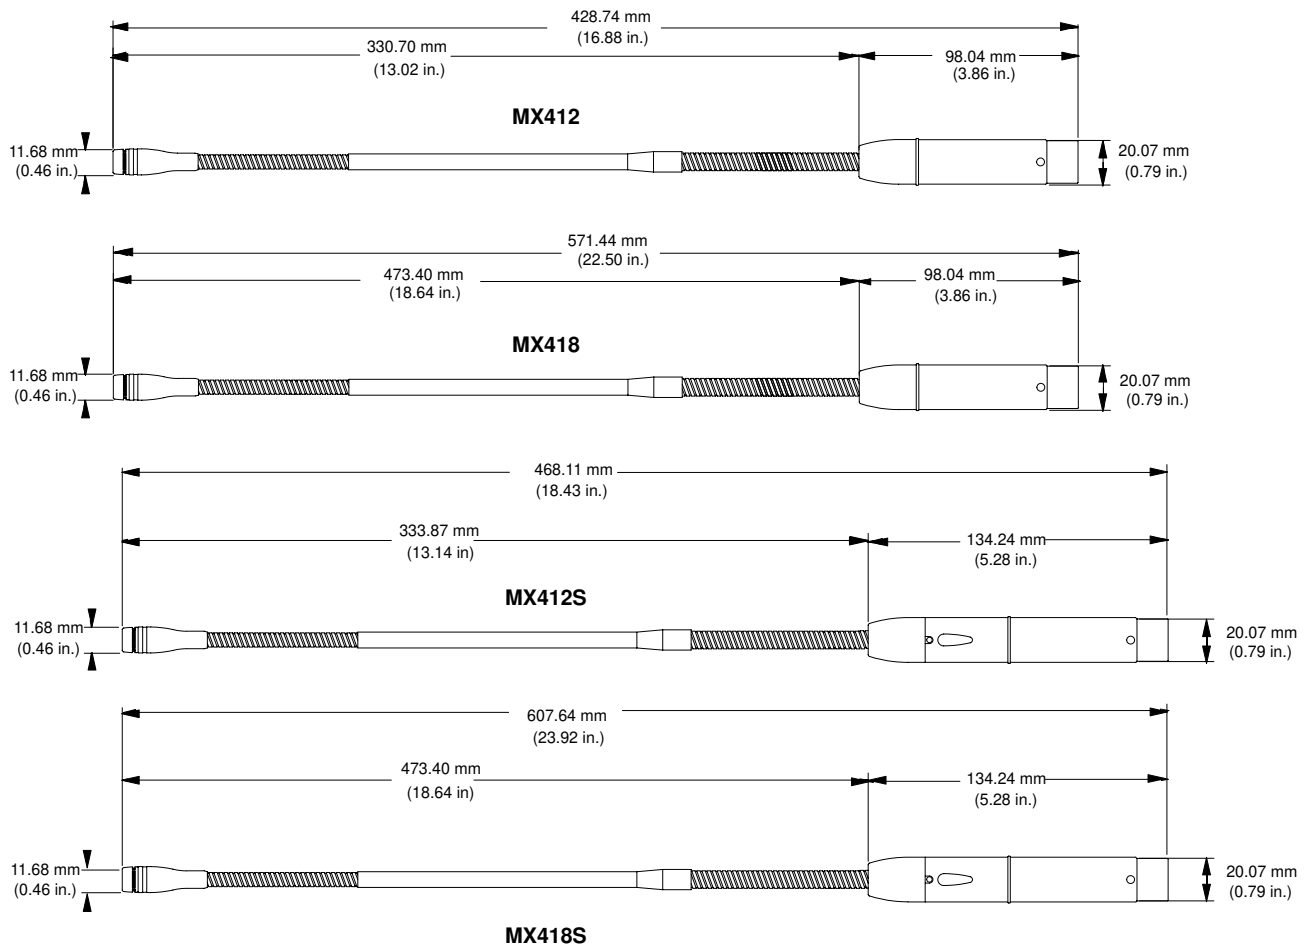 428.74 mm
(16.88 in.)
330.70 mm
(13.02 in.)
98.04 mm
(3.86 in.)
MX412
11.68 mm
(0.46 in.)
20.07 mm
(0.79 in.)
571.44 mm
(22.50 in.)
473.40 mm
(18.64 in.)
98.04 mm
(3.86 in.)
MX418
11.68 mm
(0.46 in.)
20.07 mm
(0.79 in.)
468.11 mm
(18.43 in.)
333.87 mm
(13.14 in)
134.24 mm
(5.28 in.)
MX412S
11.68 mm
(0.46 in.)
20.07 mm
(0.79 in.)
607.64 mm
(23.92 in.)
473.40 mm
(18.64 in)
134.24 mm
(5.28 in.)
11.68 mm
(0.46 in.)
20.07 mm
(0.79 in.)
MX418S